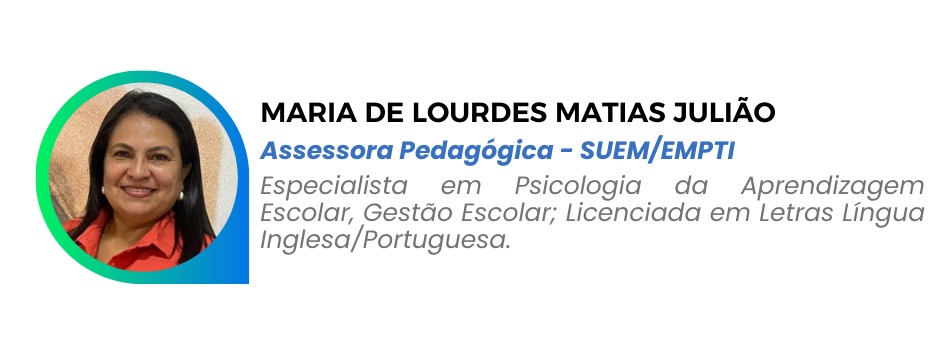 MARIA DE LOURDES MATIAS JULIÃO
Assessora Pedagógica - SUEM/EMPTI
Especialista em Psicologia da Aprendizagem
Escolar, Gestão Escolar; Licenciada em Letras Língua
Inglesa/Portuguesa.